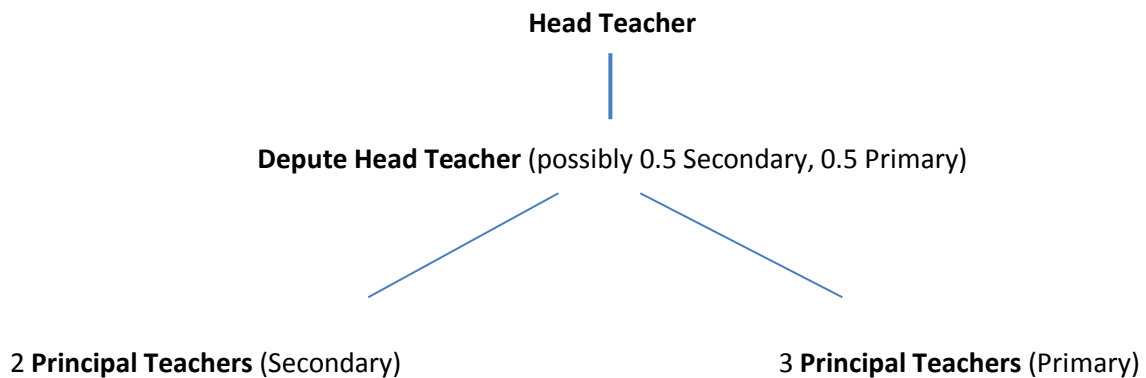 Head Teacher
Depute Head Teacher (possibly 0.5 Secondary, 0.5 Primary)
2 Principal Teachers (Secondary)
3 Principal Teachers (Primary)